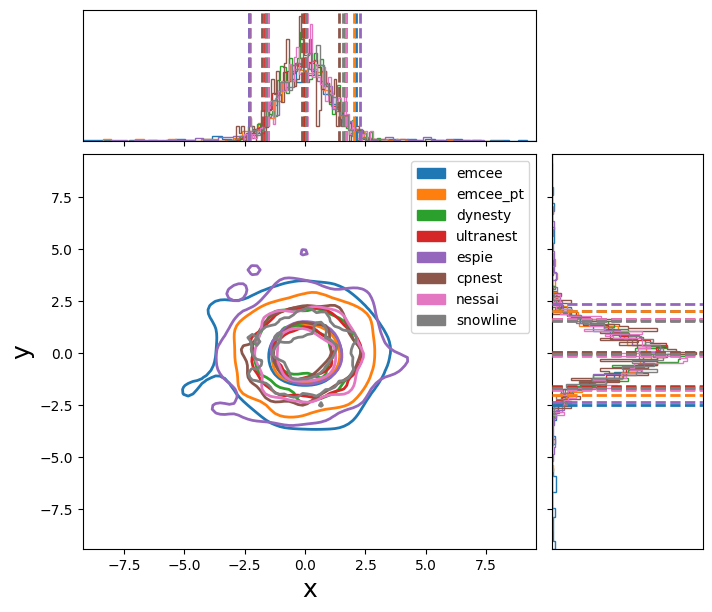 emcee
emcee_pt
dynesty
ultranest
espie
cpnest
nessai
snowline
7.5
5.0
2.5
0.0
−2.5
−5.0
−7.5
y
−7.5 −5.0 −2.5 0.0 2.5 5.0 7.5
x